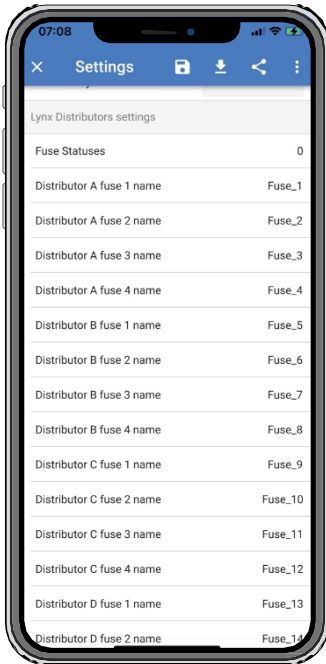 07:08
Settings
Lynx Distributors settings
Fuse Statuses 0
Distributor A fuse 1 name Fuse_1
Distributor A fuse 2 name Fuse_2
Distributor A fuse 3 name Fuse_3
Distributor A fuse 4 name Fuse_4
Distributor B fuse 1 name Fuse_5
Distributor B fuse 2 name Fuse_6
Distributor B fuse 3 name Fuse_7
Distributor B fuse 4 name Fuse_8
Distributor C fuse 1 name Fuse_9
Distributor C fuse 2 name Fuse_10
Distributor C fuse 3 name Fuse_11
Distributor C fuse 4 name Fuse_12
Distributor D fuse 1 name Fuse_13
Distributor D fuse 2 name Fuse_14